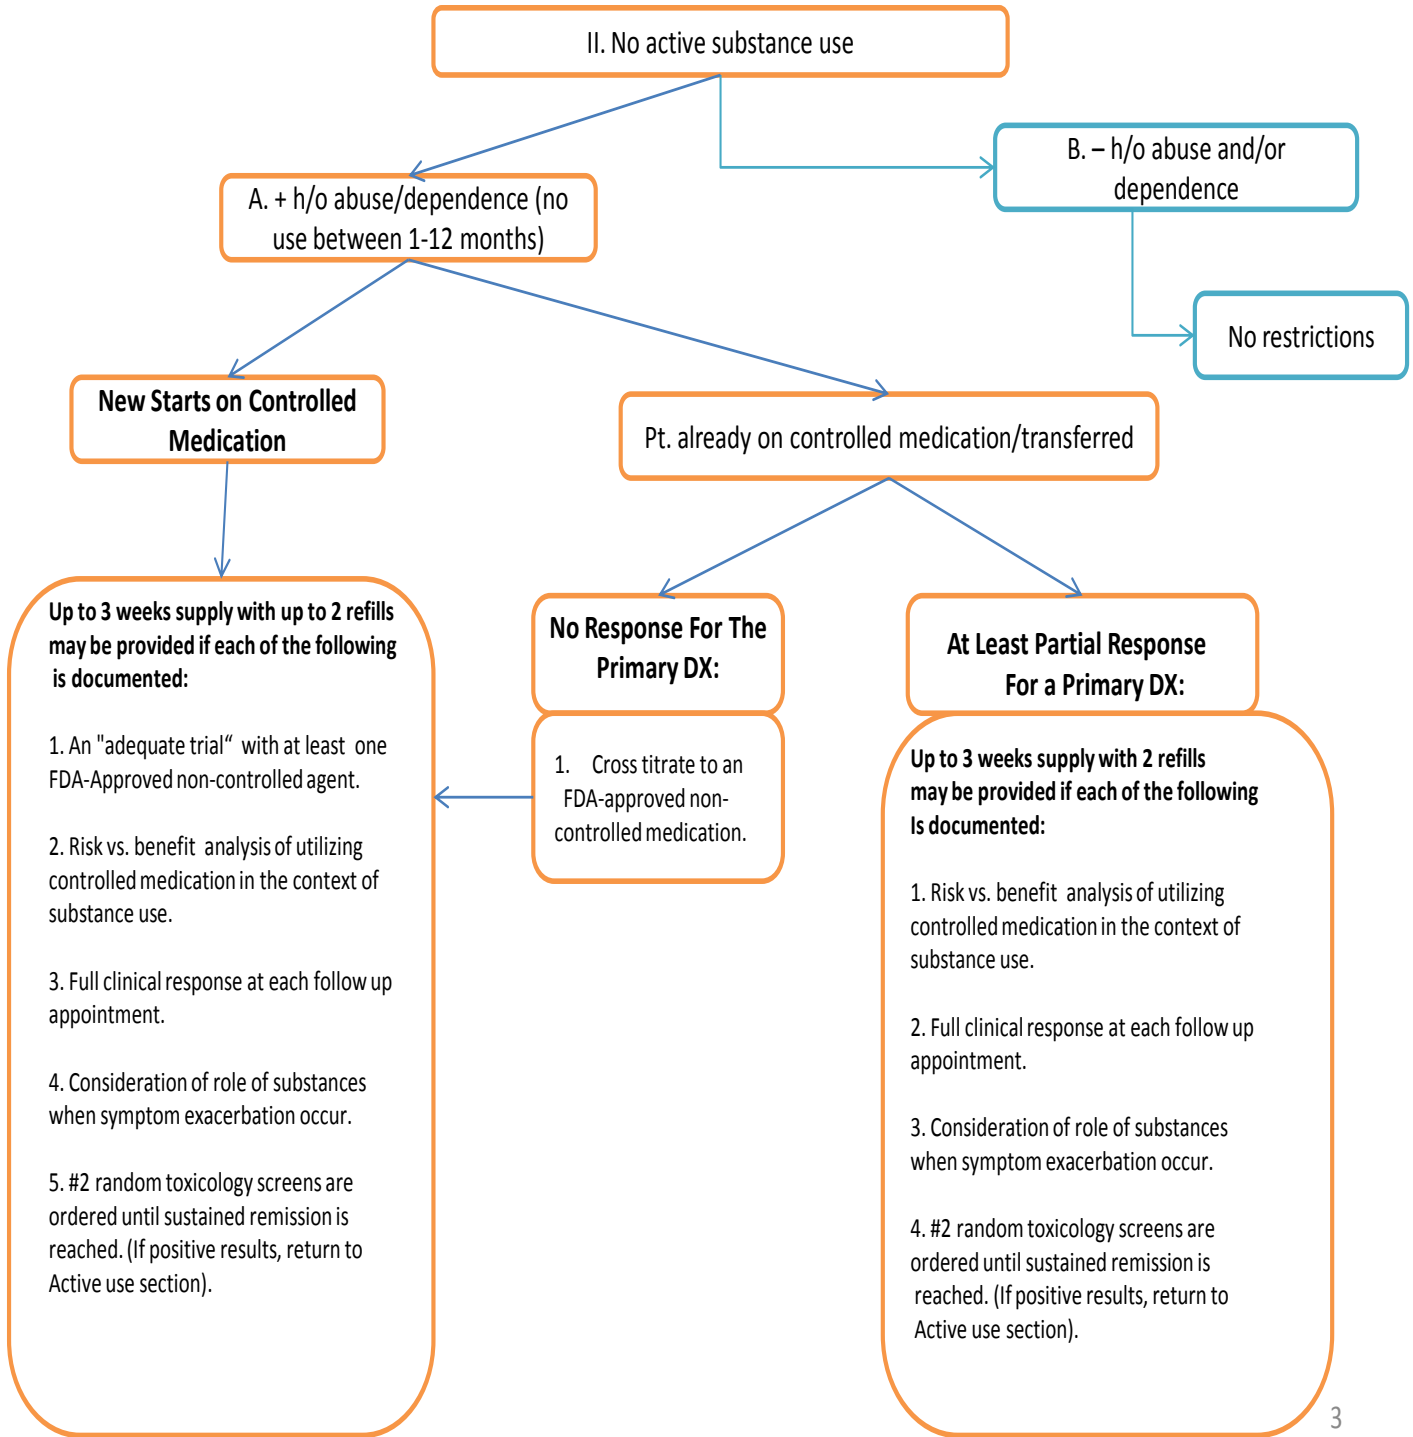 II. No active substance use
B. – h/o abuse and/or
dependence
A. + h/o abuse/dependence (no
use between 1-12 months)
No restrictions
New Starts on Controlled
Medication
Pt. already on controlled medication/transferred
Up to 3 weeks supply with up to 2 refills
may be provided if each of the following
is documented:
1. An "adequate trial“ with at least one
FDA-Approved non-controlled agent.
2. Risk vs. benefit analysis of utilizing
controlled medication in the context of
substance use.
3. Full clinical response at each follow up
appointment.
4. Consideration of role of substances
when symptom exacerbation occur.
5. #2 random toxicology screens are
ordered until sustained remission is
reached. (If positive results, return to
Active use section).
No Response For The
Primary DX:
1. Cross titrate to an
FDA-approved non-
controlled medication.
At Least Partial Response
For a Primary DX:
Up to 3 weeks supply with 2 refills
may be provided if each of the following
Is documented:
1. Risk vs. benefit analysis of utilizing
controlled medication in the context of
substance use.
2. Full clinical response at each follow up
appointment.
3. Consideration of role of substances
when symptom exacerbation occur.
4. #2 random toxicology screens are
ordered until sustained remission is
reached. (If positive results, return to
Active use section).
3